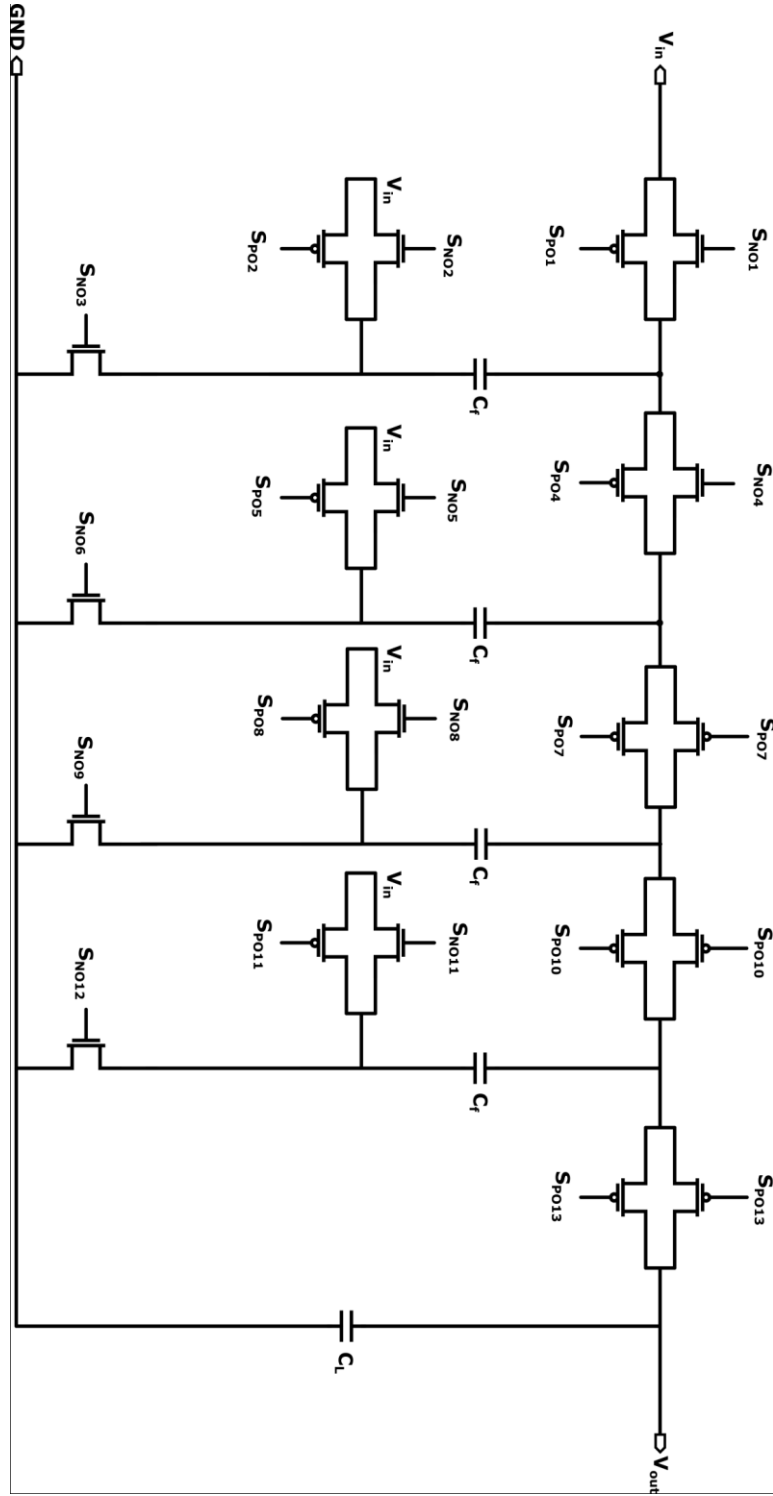 SNO1
SNO4
SPO7
SPO10
SPO13
Vin
Vout
SPO1
SPO4
SPO7
SPO10
SPO13
Cf
Cf
Cf
Cf
SNO2
SNO5
SNO8
SNO11
Vin
Vin
Vin
Vin
CL
SPO2
SPO5
SPO8
SPO11
SNO3
SNO6
SNO9
SNO12
GND